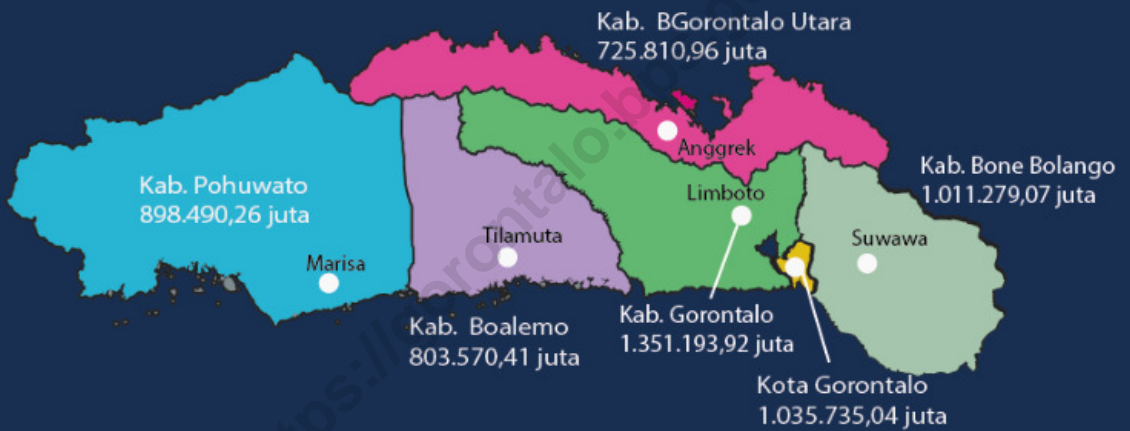 Kab. BGorontalo Utara
725.810,96 juta
Anggrek
Kab. Bone Bolango
1.011.279,07 juta
Kab. Pohuwato
898.490,26 juta
Limboto
Tilamuta
Suwawa
Marisa
Kab. Boalemo
803.570,41 juta
Kab. Gorontalo
1.351.193,92 juta
Kota Gorontalo
1.035.735,04 juta